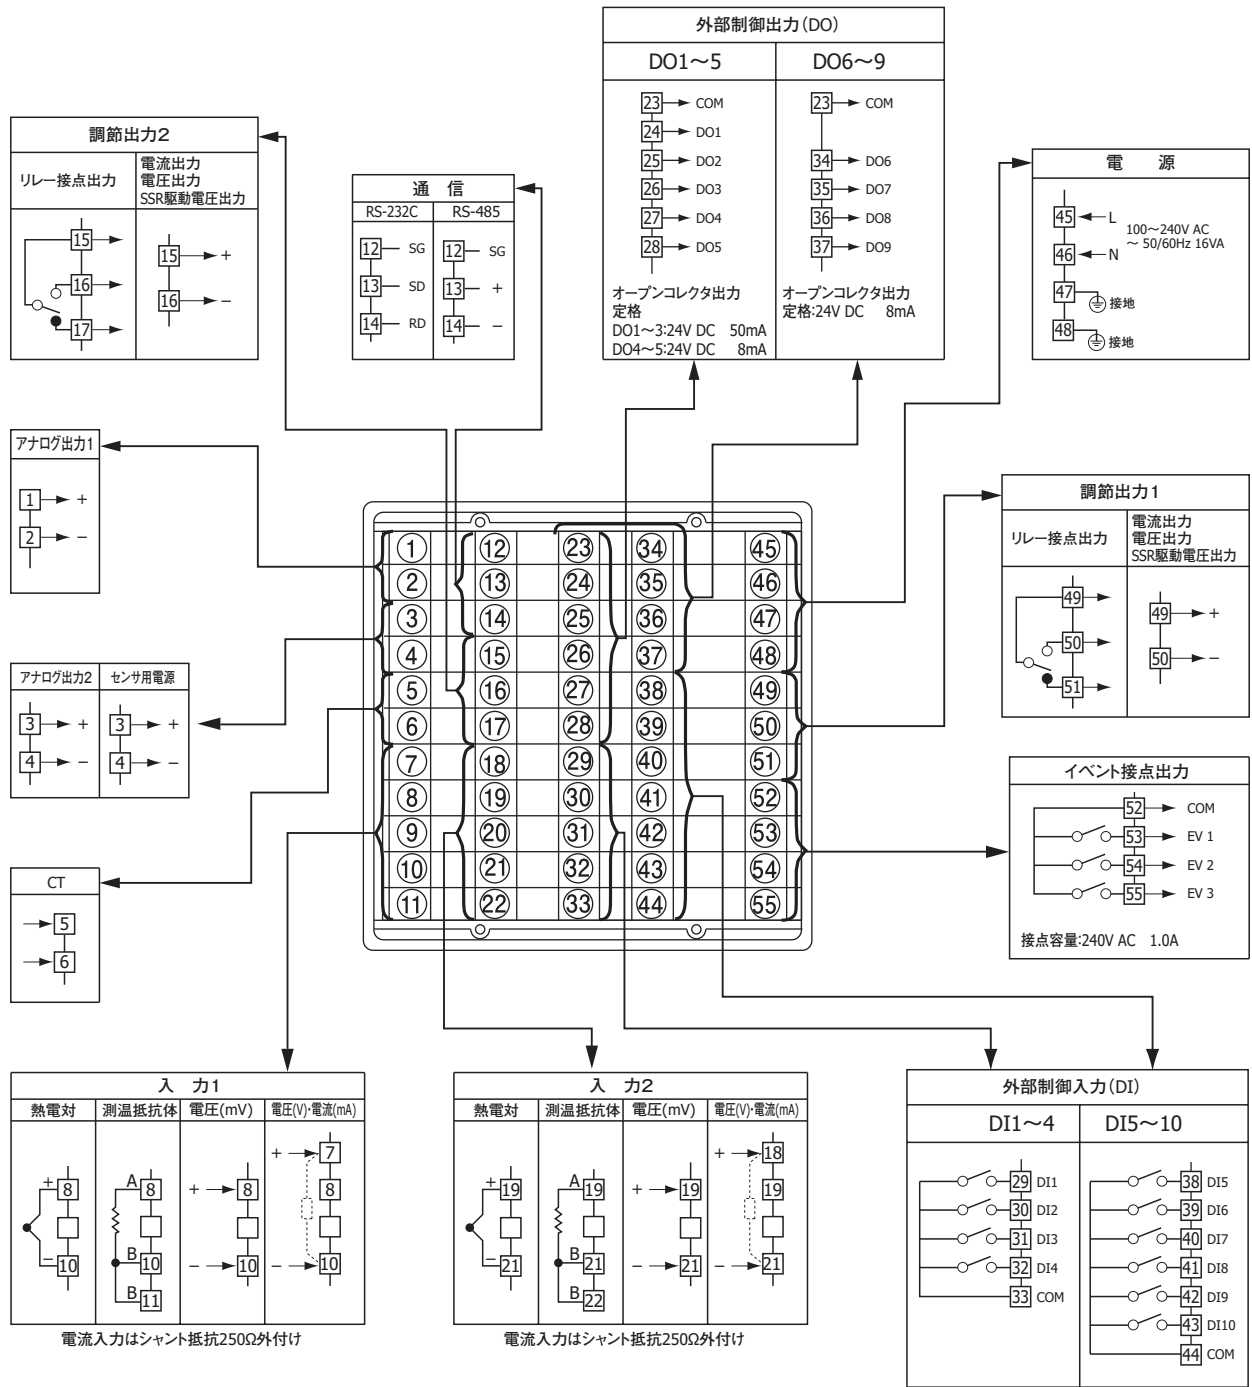 外部制御出力(DO)
DO1～5
DO6～9
23 COM
24 DO1
25 DO2
26 DO3
27 DO4
28 DO5
23 COM
34 DO6
35 DO7
36 DO8
37 DO9
オープンコレクタ出力
定格
DO1～3:24V DC 50mA
DO4～5:24V DC 8mA
オープンコレクタ出力
定格:24V DC 8mA
調節出力2
リレー接点出力
電流出力
電圧出力
SSR駆動電圧出力
15
16
17
15 +
16 −
通 信
RS-232C
RS-485
12 SG
13 SD
14 RD
12 SG
13 +
14 −
電 源
45 L
100～240V AC
～ 50/60Hz 16VA
46 N
47 接地
48 接地
アナログ出力1
1 +
2 −
アナログ出力2
センサ用電源
3 +
4 −
3 +
4 −
CT
5
6
1 12 23 34 45
2 13 24 35 46
3 14 25 36 47
4 15 26 37 48
5 16 27 38 49
6 17 28 39 50
7 18 29 40 51
8 19 30 41 52
9 20 31 42 53
10 21 32 43 54
11 22 33 44 55
調節出力1
リレー接点出力
電流出力
電圧出力
SSR駆動電圧出力
49
50
51
49 +
50 −
イベント接点出力
52 COM
53 EV 1
54 EV 2
55 EV 3
接点容量:240V AC 1.0A
入 力1
熱電対
測温抵抗体
電圧(mV)
電圧(V)･電流(mA)
+ 8
− 10
A 8
B 10
B 11
+ 8
− 10
+ 7
8
− 10
電流入力はシャント抵抗250Ω外付け
入 力2
熱電対
測温抵抗体
電圧(mV)
電圧(V)･電流(mA)
+ 19
− 21
A 19
B 21
B 22
+ 19
− 21
+ 18
19
− 21
電流入力はシャント抵抗250Ω外付け
外部制御入力(DI)
DI1～4
DI5～10
29 DI1
30 DI2
31 DI3
32 DI4
33 COM
38 DI5
39 DI6
40 DI7
41 DI8
42 DI9
43 DI10
44 COM